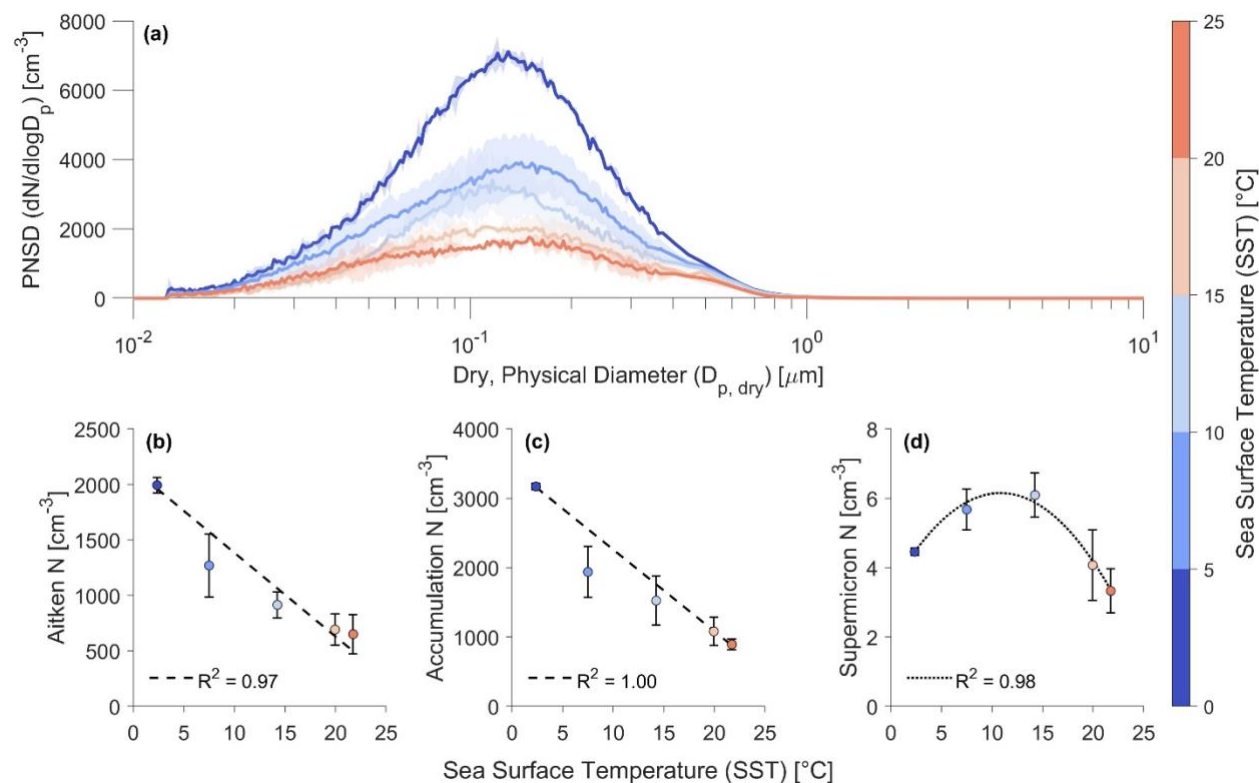 (a)
PNSD (dN/dlogD_p) [cm^-3]
8000
6000
4000
2000
0
10^-2
10^-1
10^0
10^1
Dry, Physical Diameter (D_p, dry) [μm]
25
20
15
10
5
0
Sea Surface Temperature (SST) [°C]
(b)
Aitken N [cm^-3]
2500
2000
1500
1000
500
0
R^2 = 0.97
0 5 10 15 20 25
(c)
Accumulation N [cm^-3]
4000
3000
2000
1000
0
R^2 = 1.00
0 5 10 15 20 25
(d)
Supermicron N [cm^-3]
8
6
4
2
0
R^2 = 0.98
0 5 10 15 20 25
Sea Surface Temperature (SST) [°C]